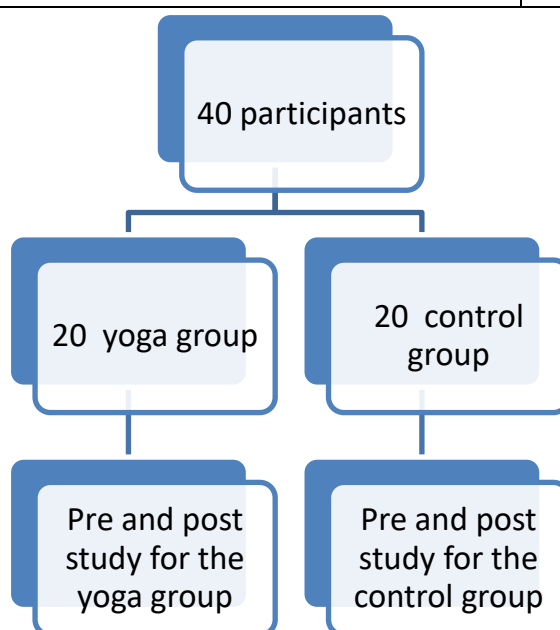 40 participants
20 yoga group
20 control
group
Pre and post
study for the
yoga group
Pre and post
study for the
control group